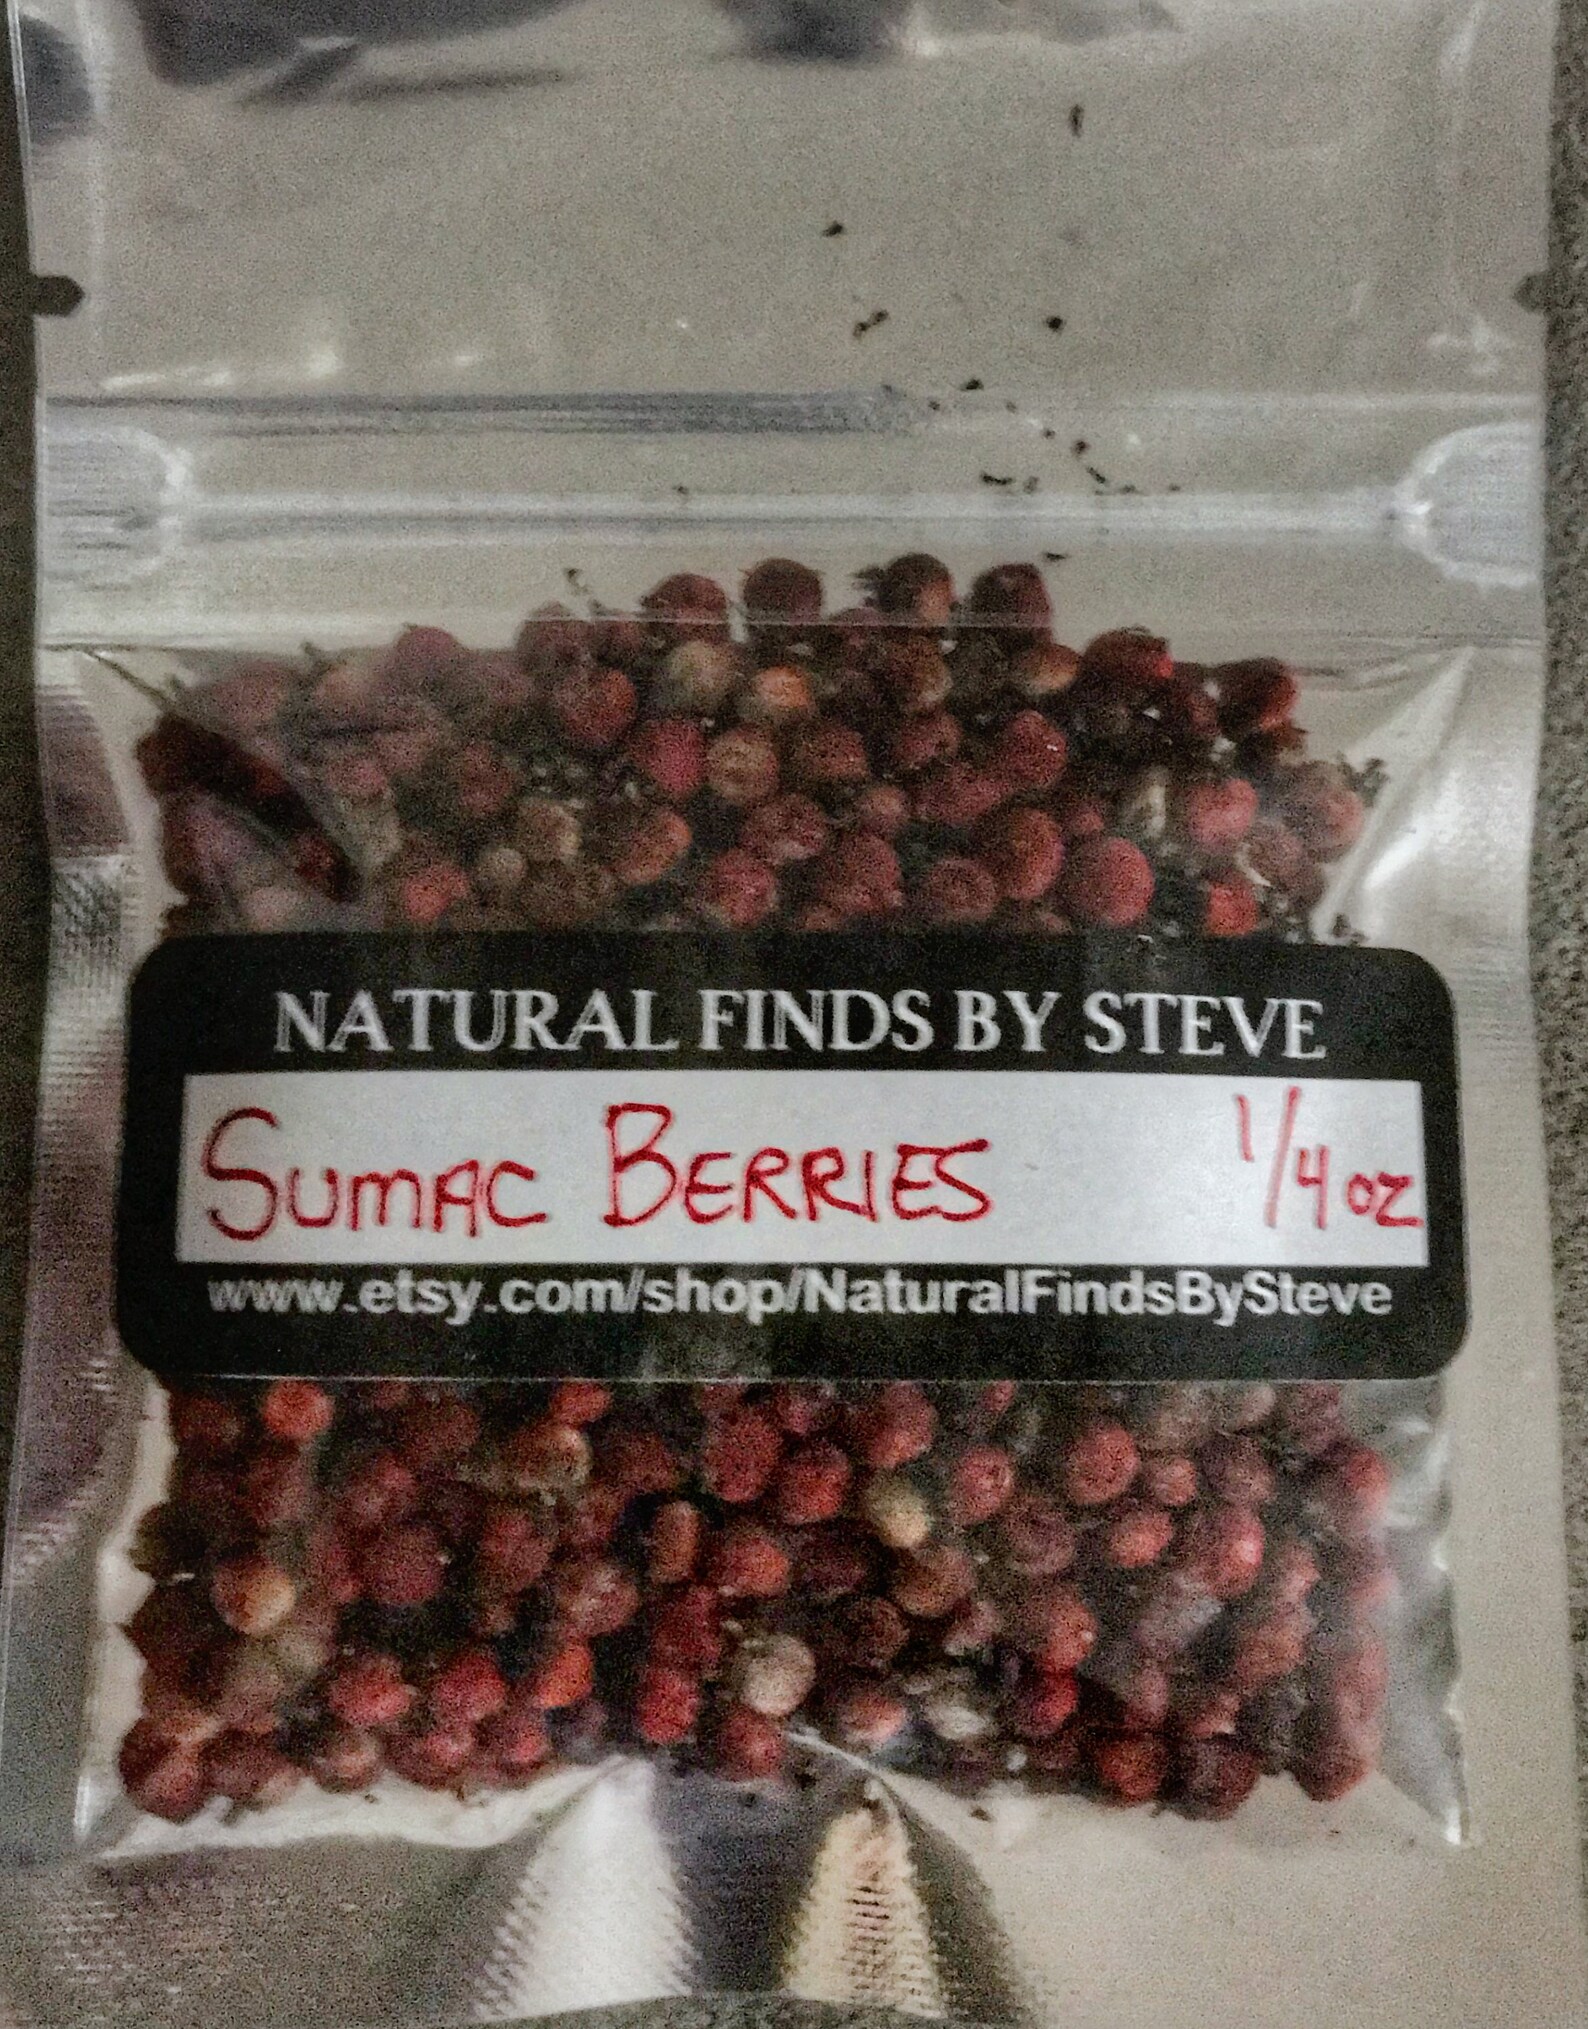 NATURAL FINDS BY STEVE
SUMAC BERRIES 1/4 oz
www.etsy.com/shop/NaturalFindsBySteve